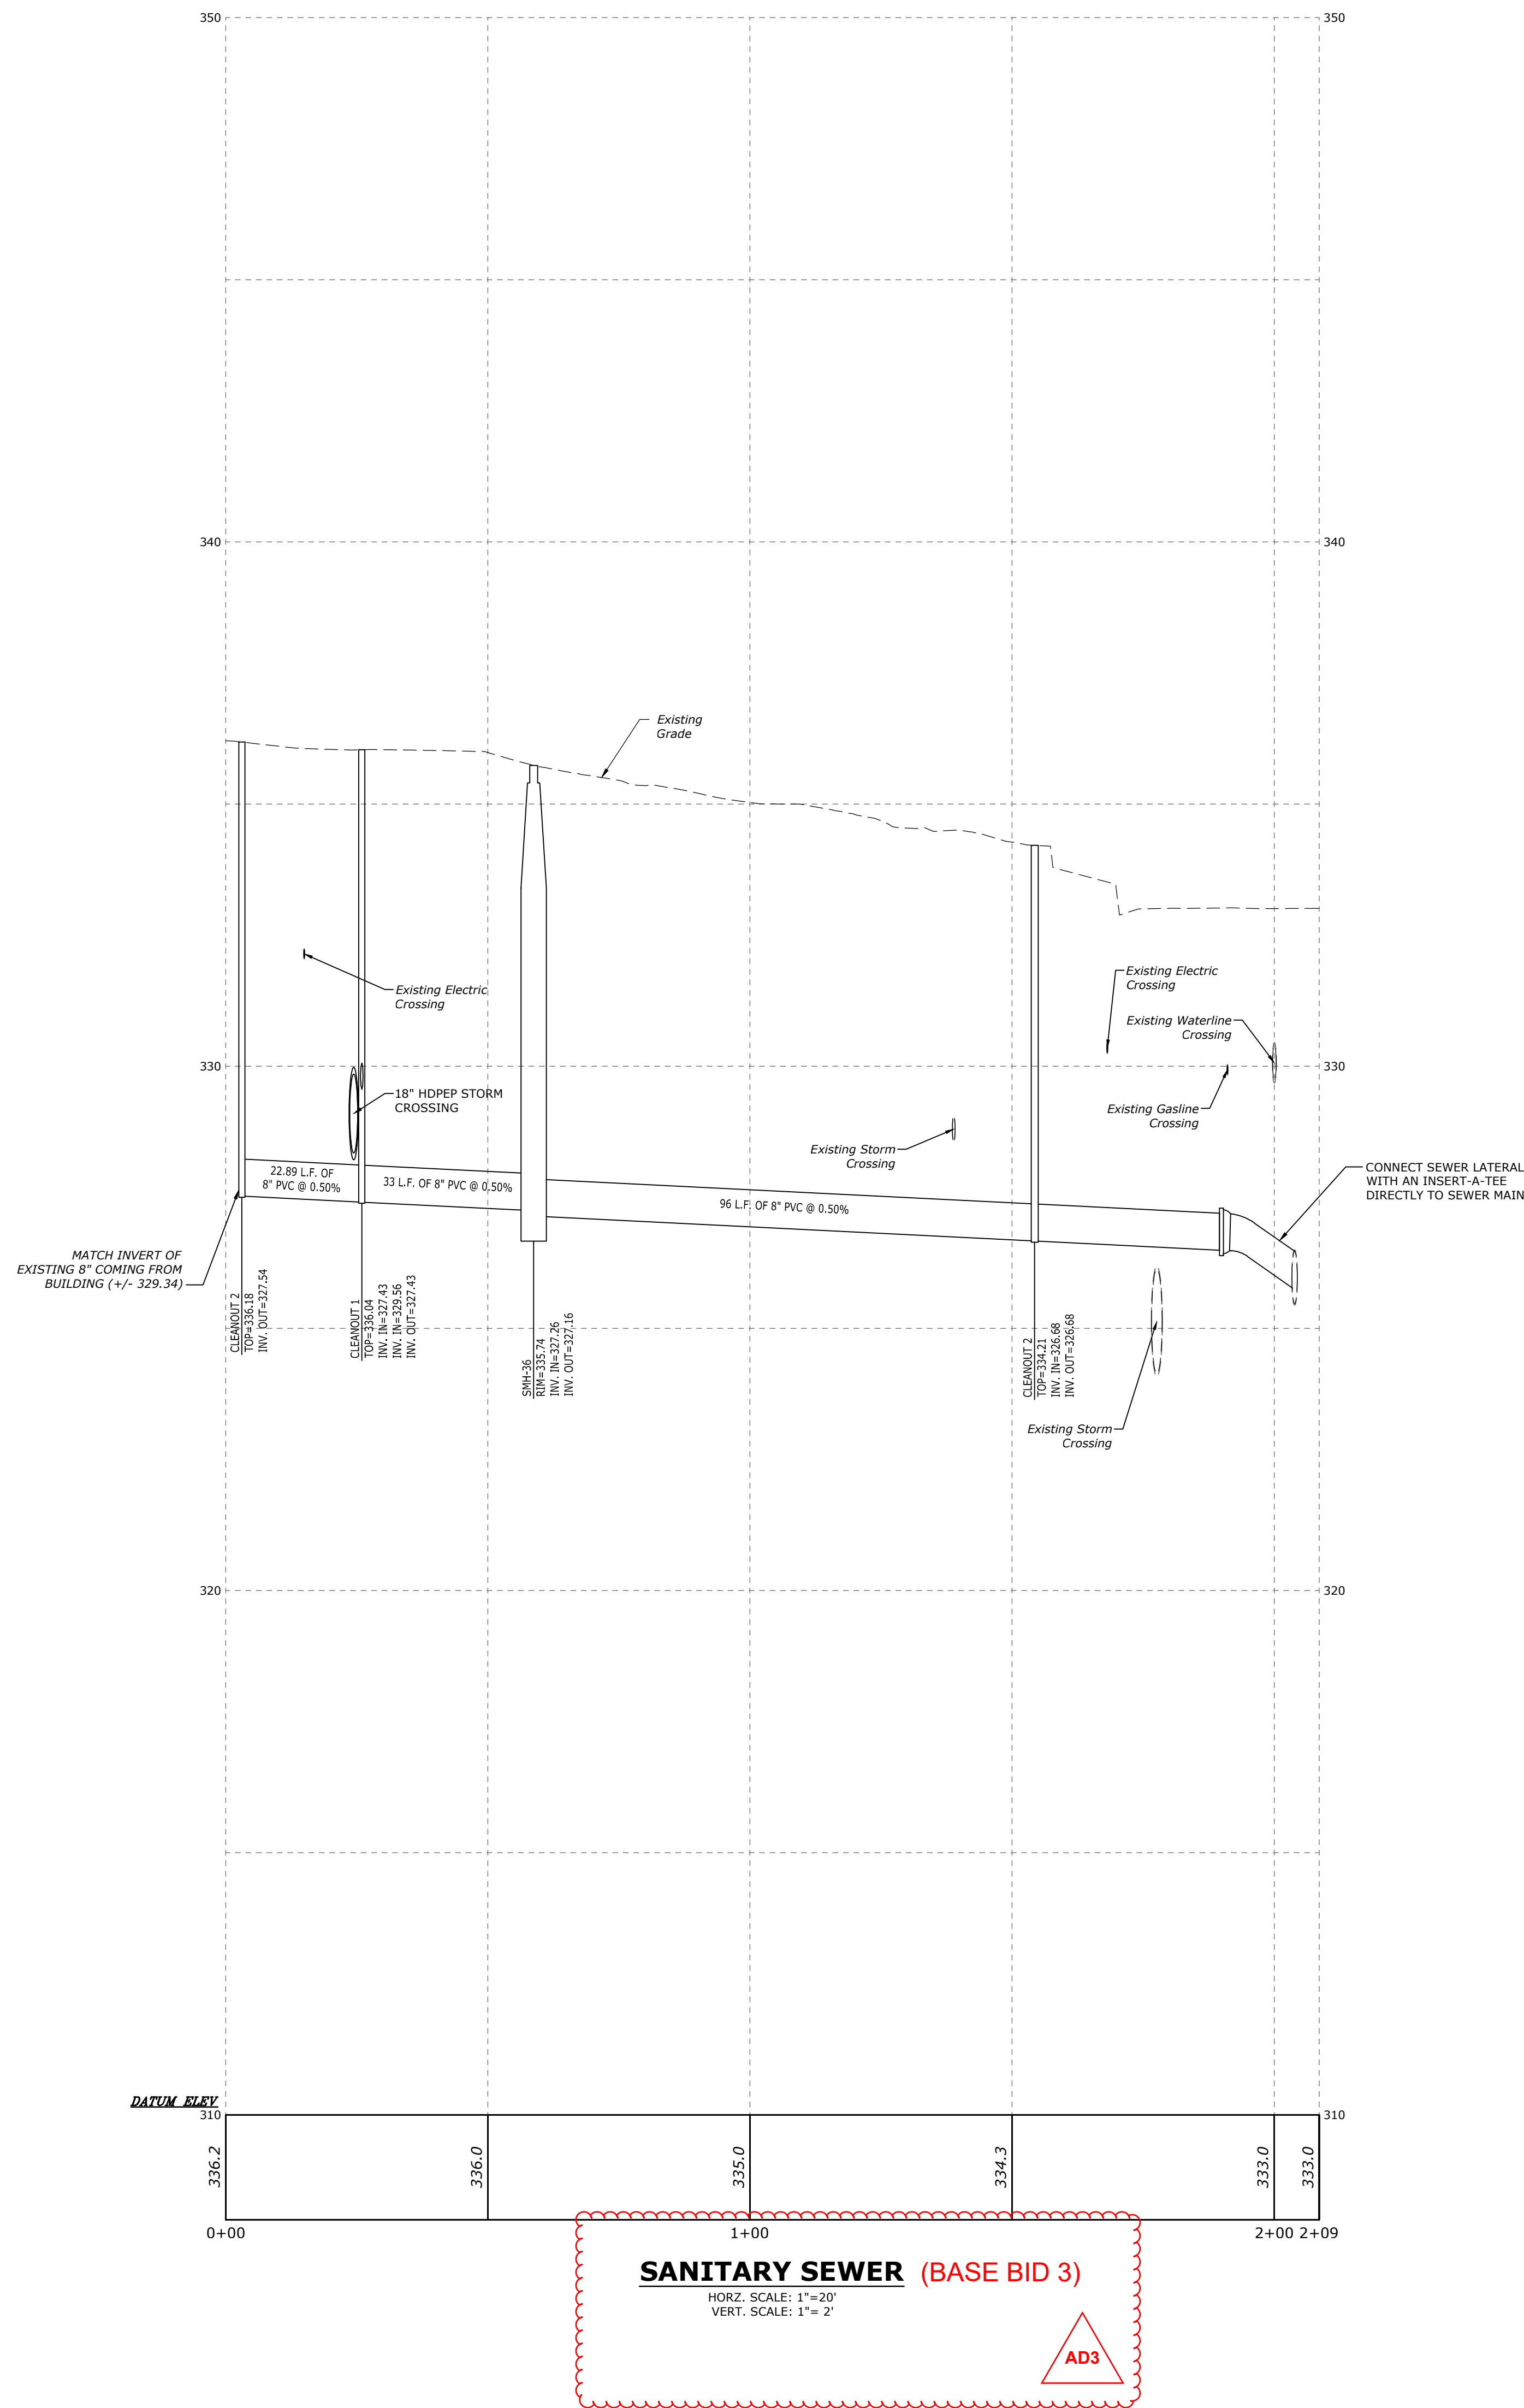 350
350
340
340
Existing
Grade
Existing Electric
Crossing
Existing Electric
Crossing
Existing Waterline
Crossing
330
330
18" HDPEP STORM
CROSSING
Existing Gasline
Crossing
Existing Storm
Crossing
22.89 L.F. OF
8" PVC @ 0.50%
33 L.F. OF 8" PVC @ 0.50%
96 L.F. OF 8" PVC @ 0.50%
CONNECT SEWER LATERAL
WITH AN INSERT-A-TEE
DIRECTLY TO SEWER MAIN
MATCH INVERT OF
EXISTING 8" COMING FROM
BUILDING (+/- 329.34)
CLEANOUT 2
TOP=336.18
INV. OUT=327.54
CLEANOUT 1
TOP=336.04
INV. IN=327.43
INV. IN=329.56
INV. OUT=327.43
SMH-36
RIM=335.74
INV. IN=327.26
INV. OUT=327.16
CLEANOUT 2
TOP=334.21
INV. IN=326.68
INV. OUT=326.68
Existing Storm
Crossing
320
320
DATUM ELEV
310
310
336.2
336.0
335.0
334.3
333.0
333.0
0+00
1+00
2+00
2+09
SANITARY SEWER (BASE BID 3)
HORZ. SCALE: 1"=20'
VERT. SCALE: 1"= 2'
AD3